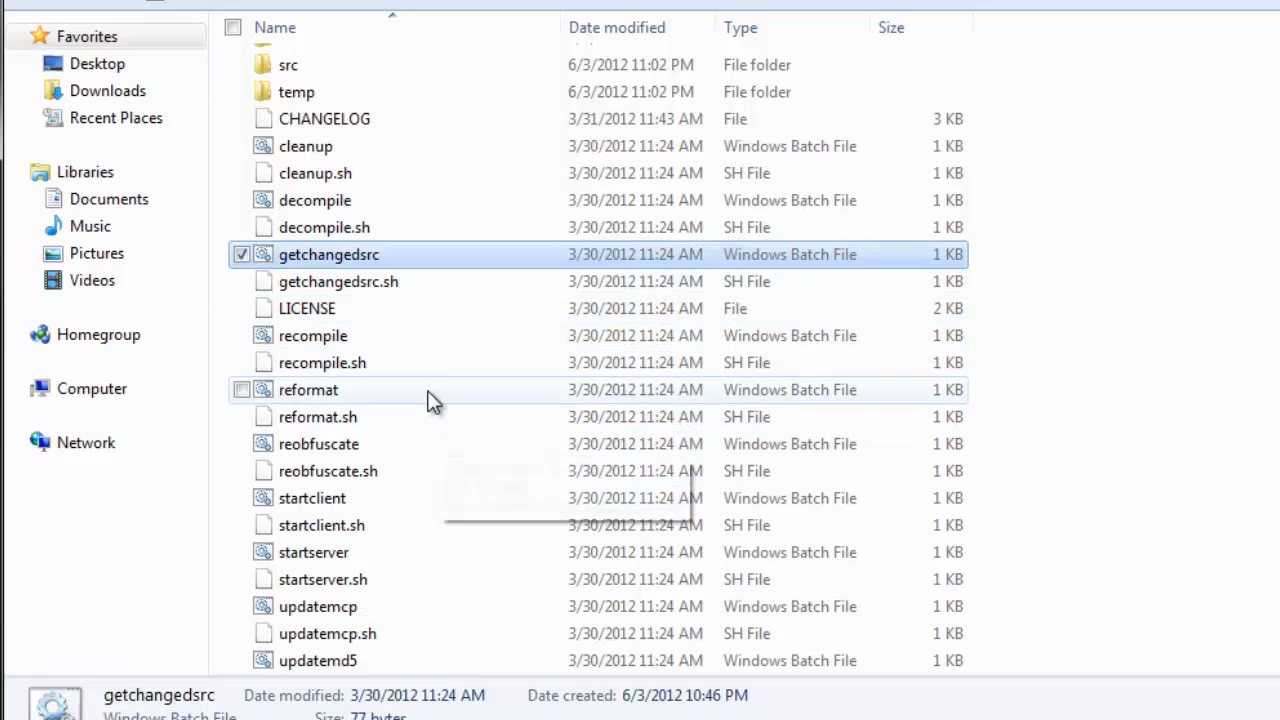 Favorites
Desktop
Downloads
Recent Places
Libraries
Documents
Music
Pictures
Videos
Homegroup
Computer
Network
Name Date modified Type Size
src 6/3/2012 11:02 PM File folder
temp 6/3/2012 11:02 PM File folder
CHANGELOG 3/31/2012 11:43 AM File 3 KB
cleanup 3/30/2012 11:24 AM Windows Batch File 1 KB
cleanup.sh 3/30/2012 11:24 AM SH File 1 KB
decompile 3/30/2012 11:24 AM Windows Batch File 1 KB
decompile.sh 3/30/2012 11:24 AM SH File 1 KB
getchangedsrc 3/30/2012 11:24 AM Windows Batch File 1 KB
getchangedsrc.sh 3/30/2012 11:24 AM SH File 1 KB
LICENSE 3/30/2012 11:24 AM File 2 KB
recompile 3/30/2012 11:24 AM Windows Batch File 1 KB
recompile.sh 3/30/2012 11:24 AM SH File 1 KB
reformat 3/30/2012 11:24 AM Windows Batch File 1 KB
reformat.sh 3/30/2012 11:24 AM SH File 1 KB
reobfuscate 3/30/2012 11:24 AM Windows Batch File 1 KB
reobfuscate.sh 3/30/2012 11:24 AM SH File 1 KB
startclient 3/30/2012 11:24 AM Windows Batch File 1 KB
startclient.sh 3/30/2012 11:24 AM SH File 1 KB
startserver 3/30/2012 11:24 AM Windows Batch File 1 KB
startserver.sh 3/30/2012 11:24 AM SH File 1 KB
updatemcp 3/30/2012 11:24 AM Windows Batch File 1 KB
updatemcp.sh 3/30/2012 11:24 AM SH File 1 KB
updatemd5 3/30/2012 11:24 AM Windows Batch File 1 KB
getchangedsrc Date modified: 3/30/2012 11:24 AM Date created: 6/3/2012 10:46 PM
Windows Batch File Size: 77 bytes